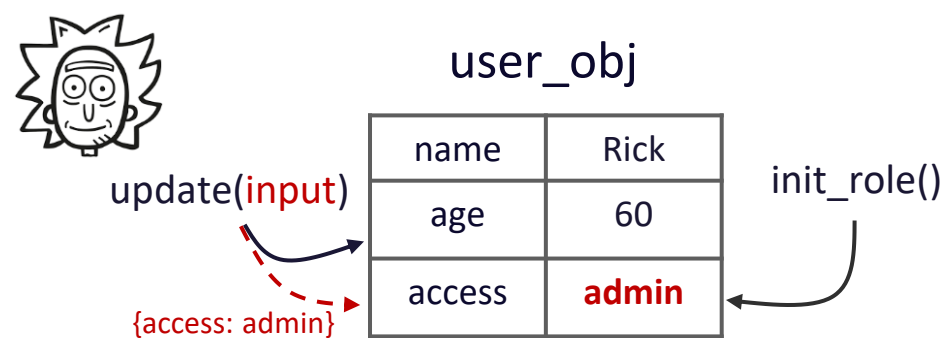 user_obj
name Rick
update(input)
age 60
init_role()
access admin
{access: admin}